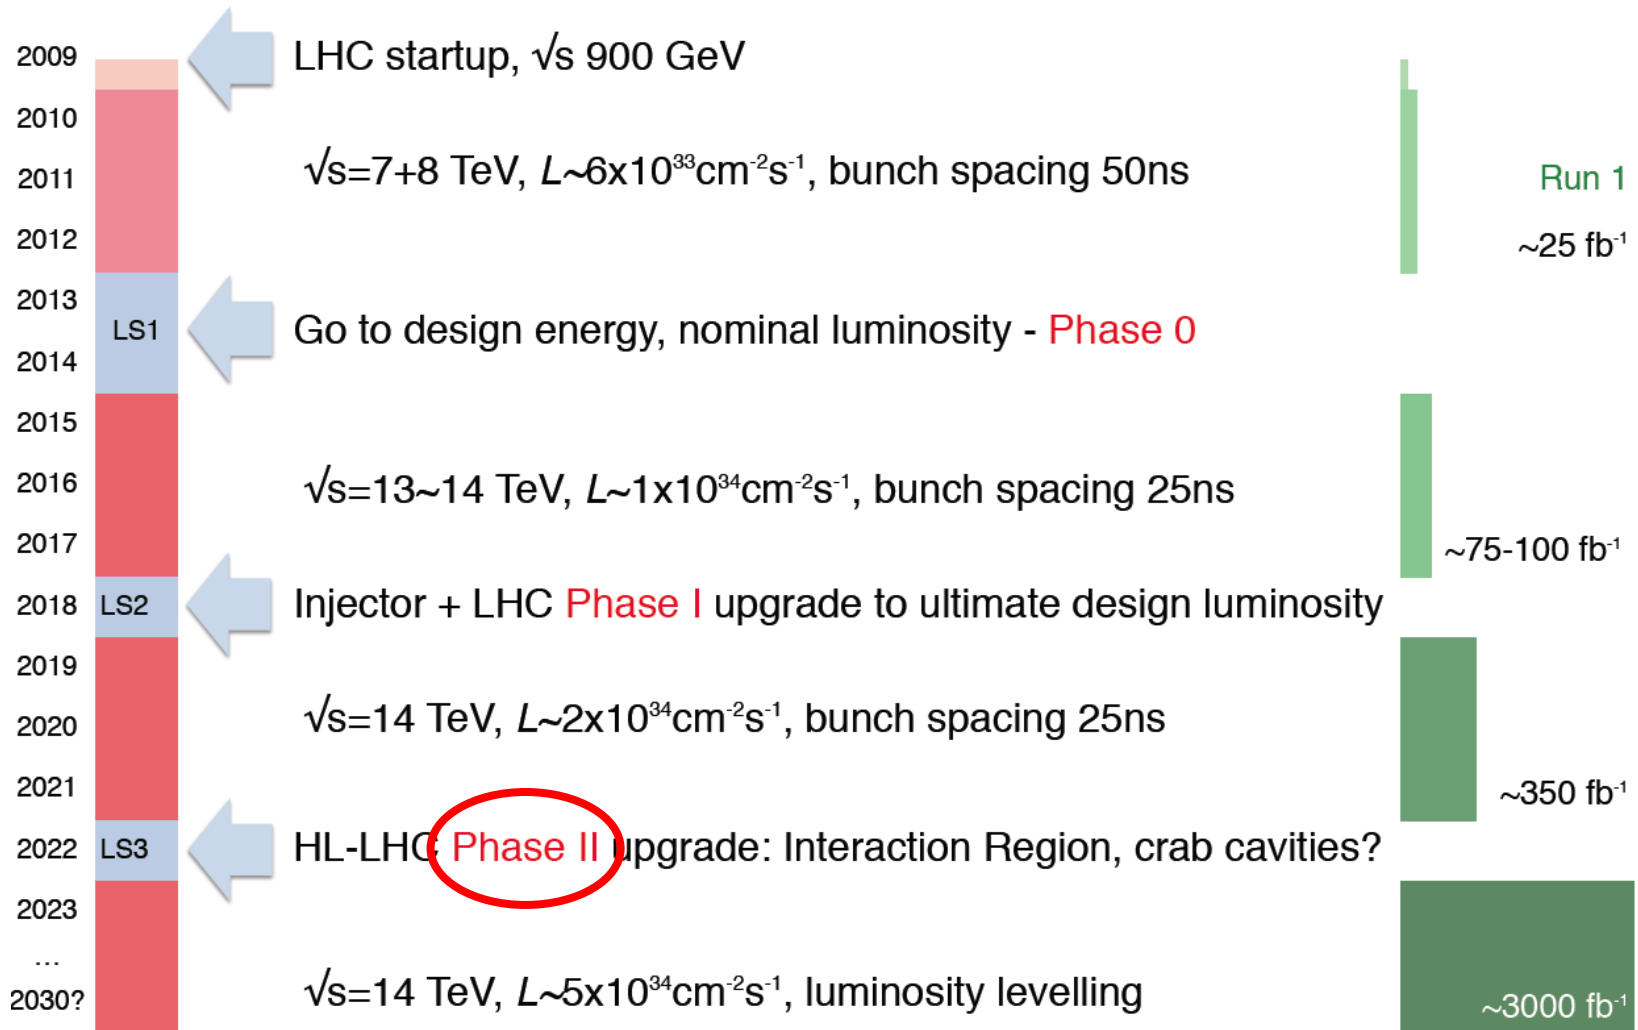 2009 LHC startup, √s 900 GeV
2010
√s=7+8 TeV, L~6x10³³cm⁻²s⁻¹, bunch spacing 50ns
2011 Run 1
2012 ~25 fb⁻¹
2013
LS1 Go to design energy, nominal luminosity - Phase 0
2014
2015
2016 √s=13~14 TeV, L~1x10³⁴cm⁻²s⁻¹, bunch spacing 25ns
2017 ~75-100 fb⁻¹
2018 LS2 Injector + LHC Phase I upgrade to ultimate design luminosity
2019
2020 √s=14 TeV, L~2x10³⁴cm⁻²s⁻¹, bunch spacing 25ns
2021 ~350 fb⁻¹
2022 LS3 HL-LHC Phase II upgrade: Interaction Region, crab cavities?
2023
...
2030? √s=14 TeV, L~5x10³⁴cm⁻²s⁻¹, luminosity levelling ~3000 fb⁻¹